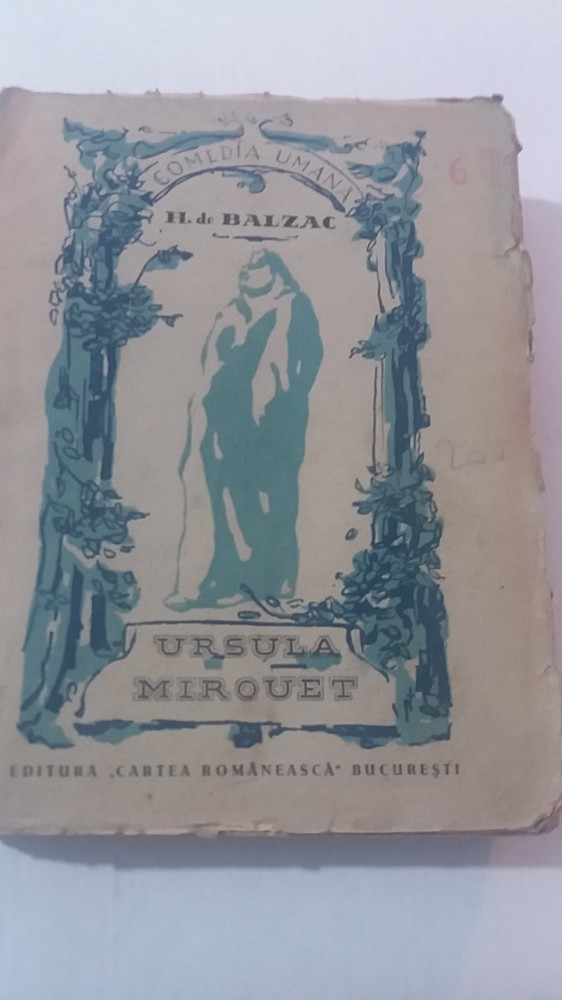 COMEDIA UMANĂ
H. de BALZAC
URSULA
MIROUET
EDITURA „CARTEA ROMÂNEASCĂ" BUCUREȘTI